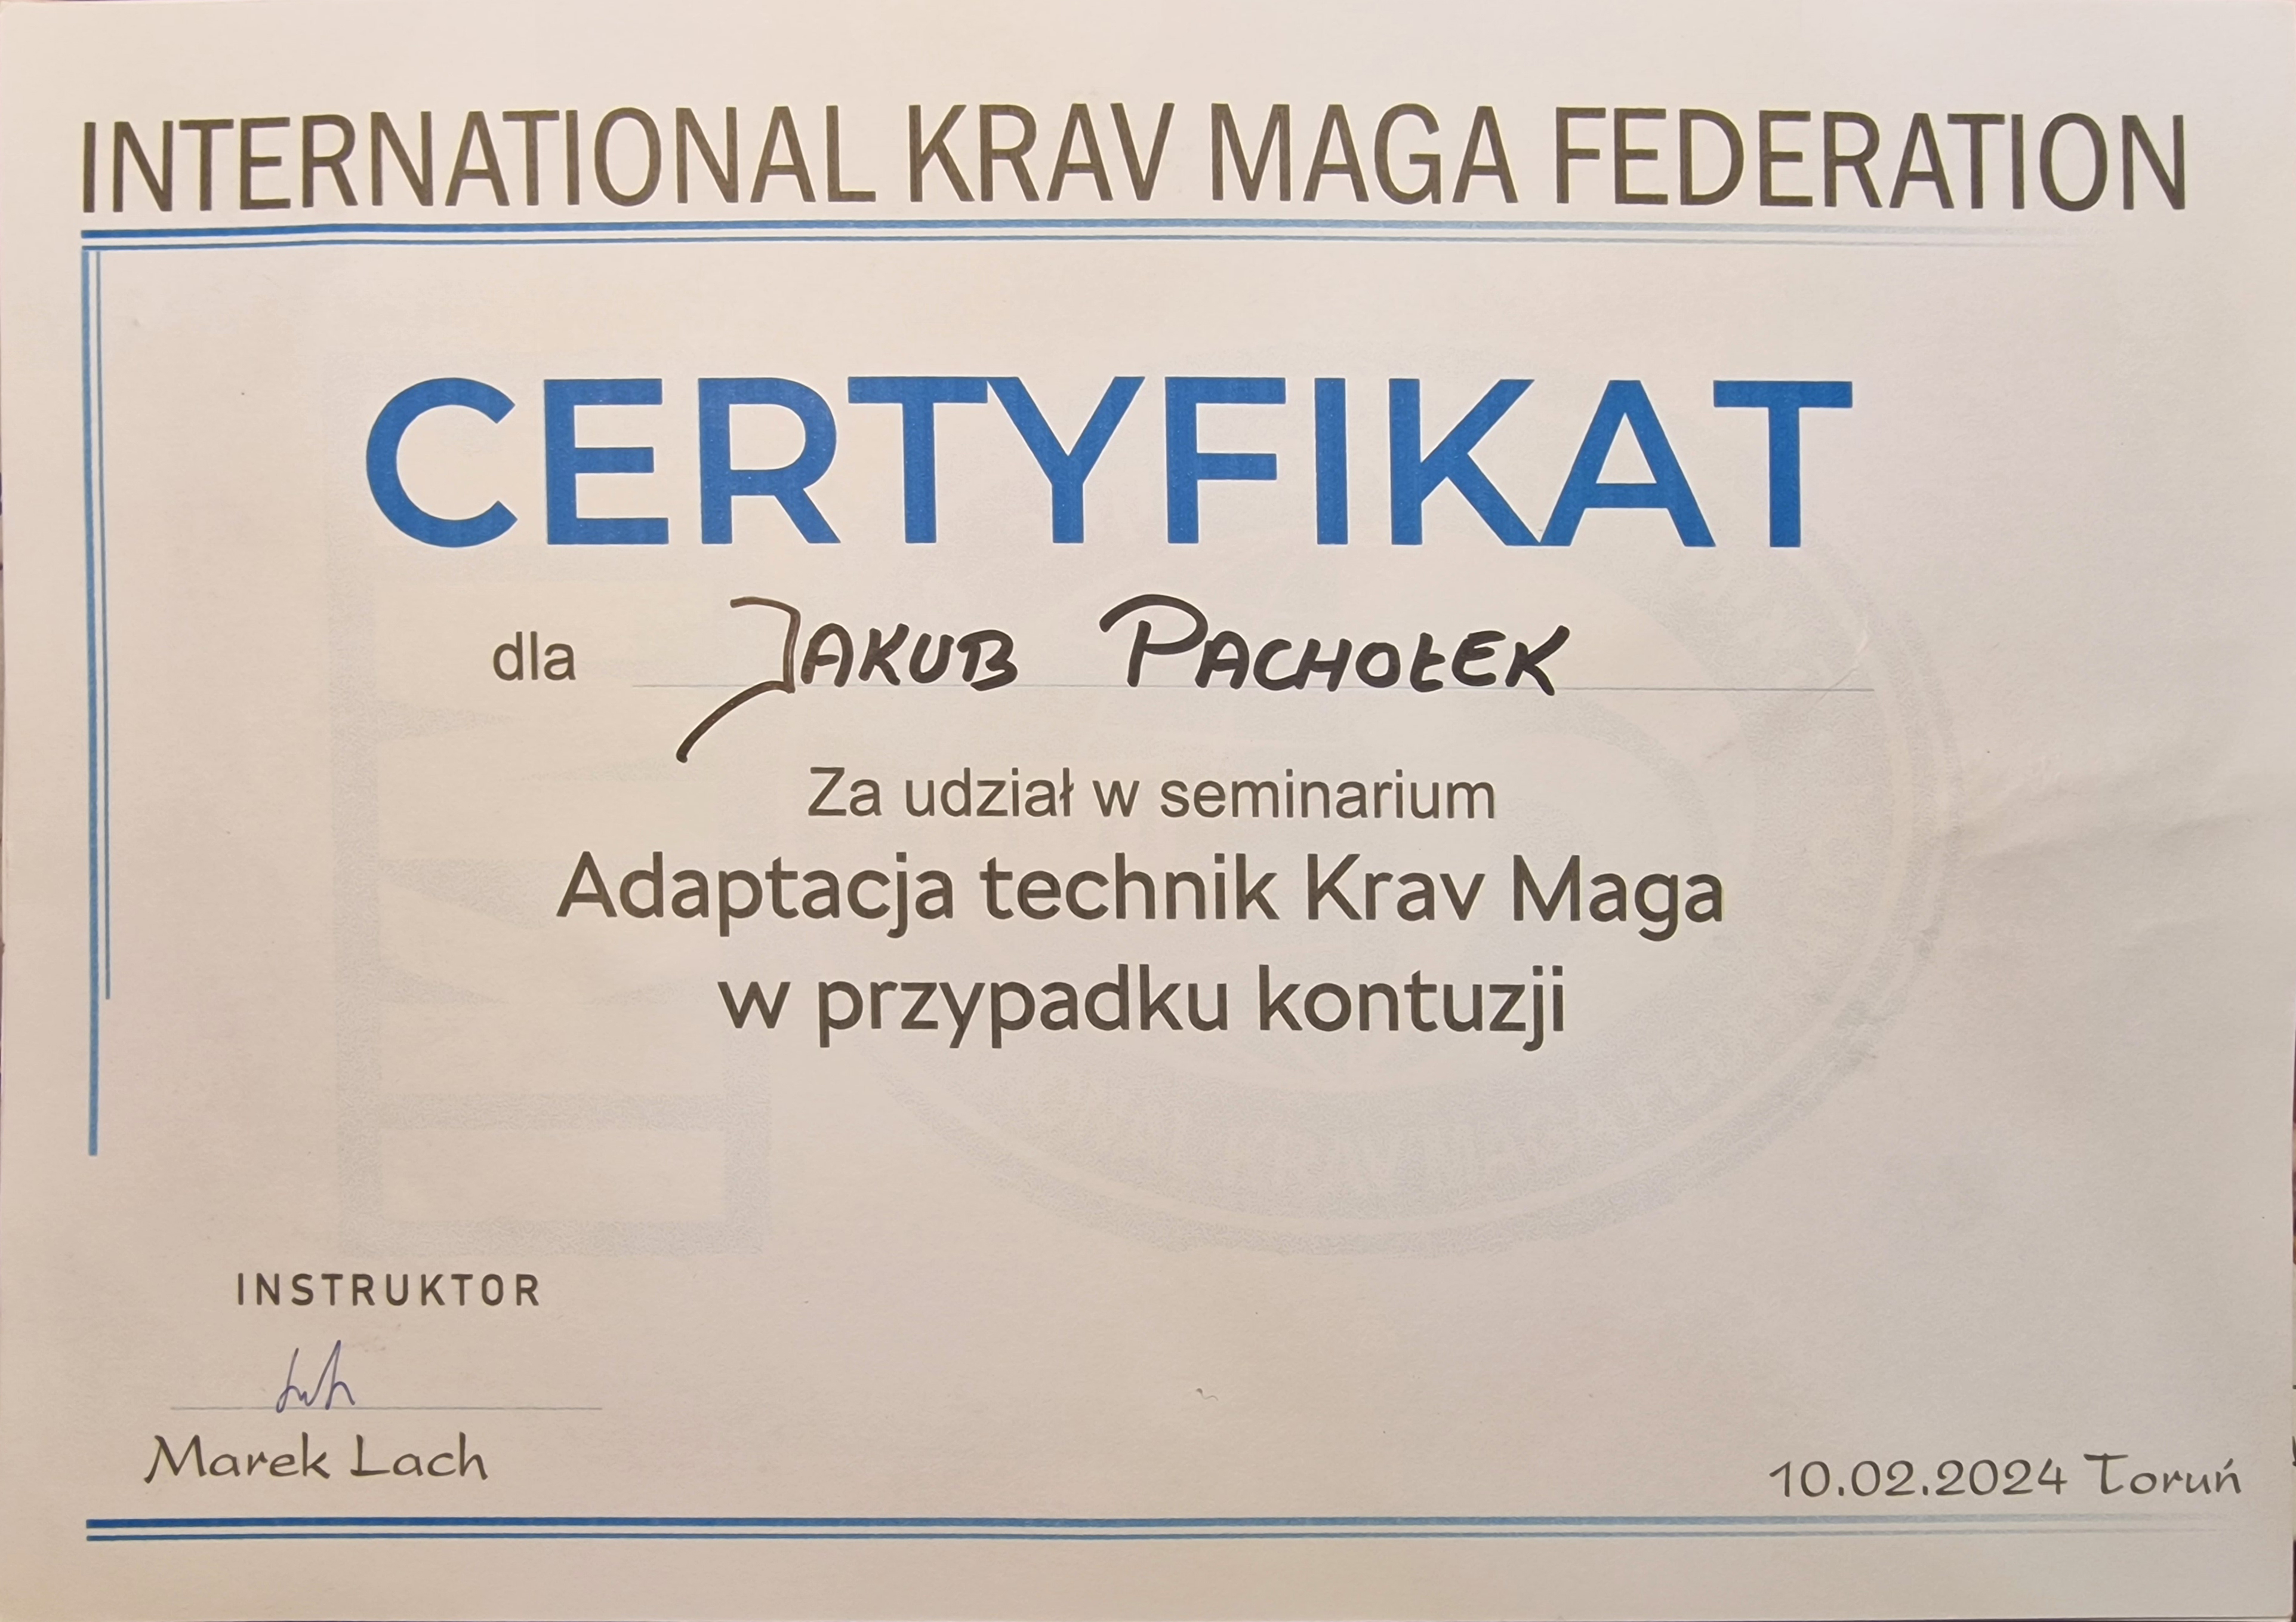 INTERNATIONAL KRAV MAGA FEDERATION
CERTYFIKAT
dla JAKUB PACHOŁEK
Za udział w seminarium
Adaptacja technik Krav Maga
w przypadku kontuzji
INSTRUKTOR
Marek Lach
10.02.2024 Toruń